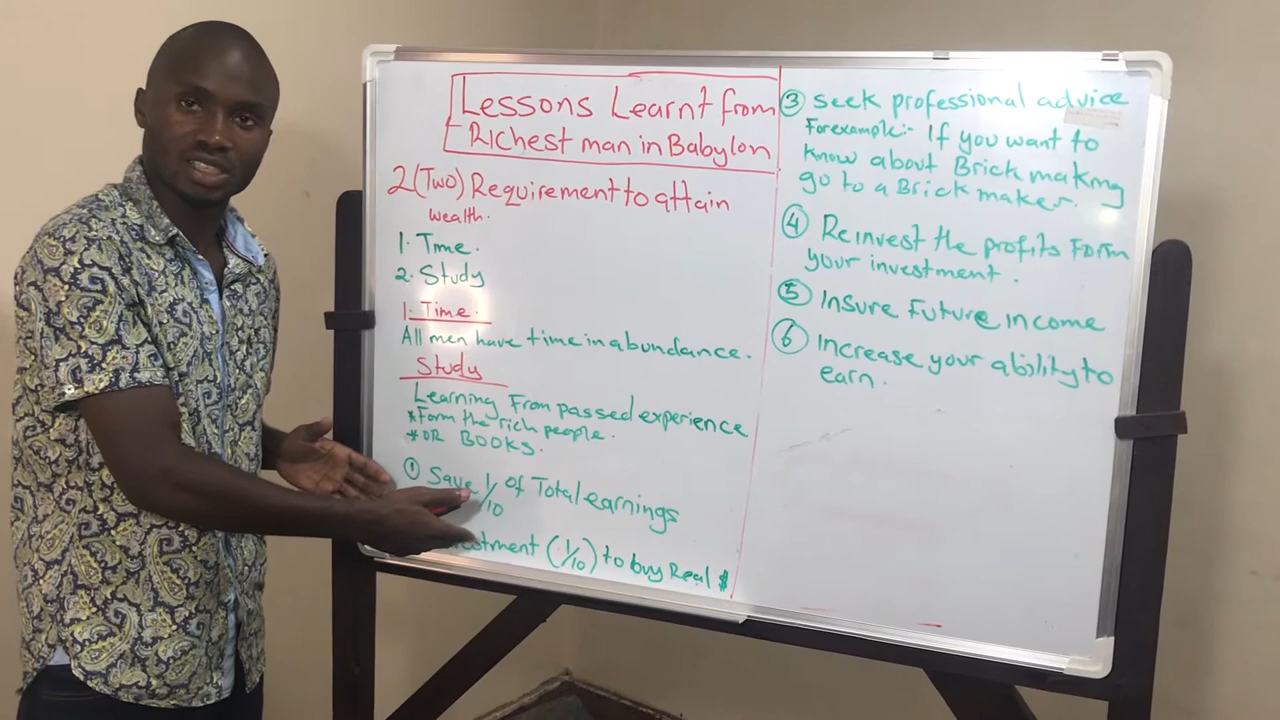 Lessons Learnt from
Richest man in Babylon
2 (Two) Requirement to attain
wealth.
1. Time.
2. Study
1. Time.
All men have time in abundance.
Study
Learning From passed experience
* Form the rich people.
* OR BOOKS.
① Save 1/10 of Total earnings
(1/10) to buy Real $
③ seek professional advice
For example:- If you want to
know about Brick making
go to a Brick maker.
④ Reinvest the profits Form
your investment.
⑤ Insure Future income
⑥ Increase your ability to
earn.